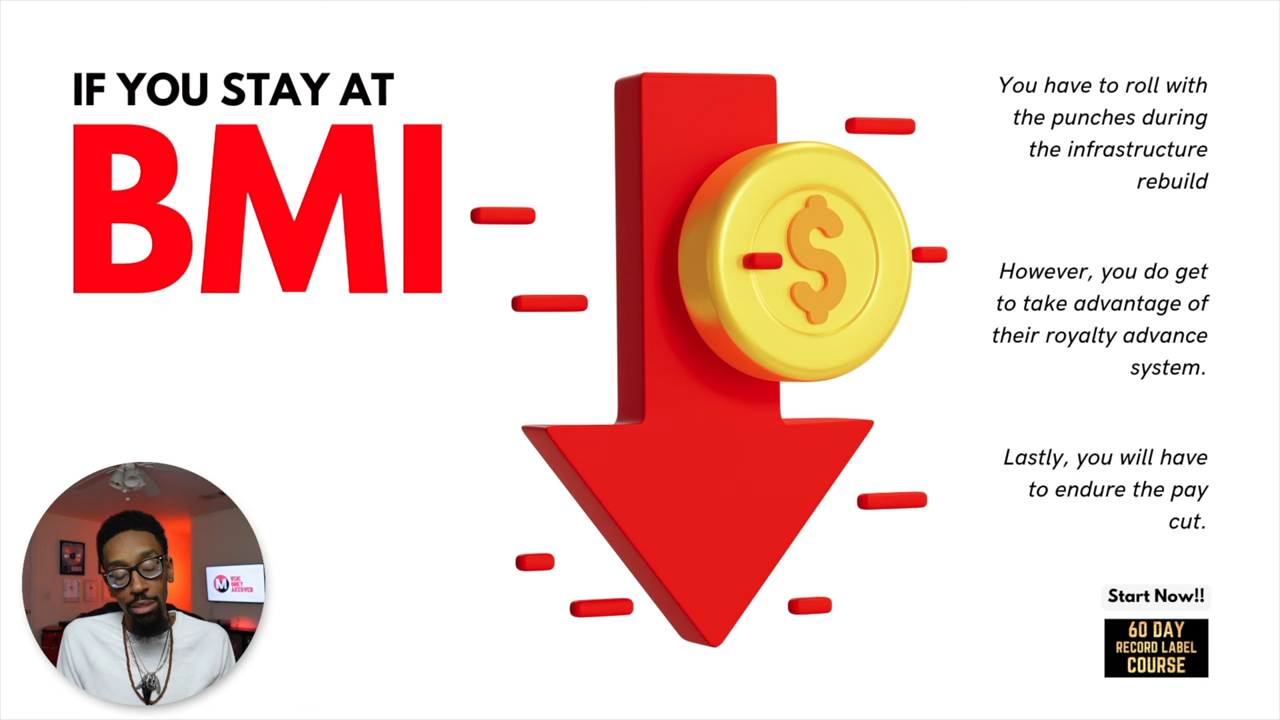 IF YOU STAY AT
BMI
You have to roll with
the punches during
the infrastructure
rebuild
However, you do get
to take advantage of
their royalty advance
system.
Lastly, you will have
to endure the pay
cut.
$
Start Now!!
60 DAY
RECORD LABEL
COURSE
M